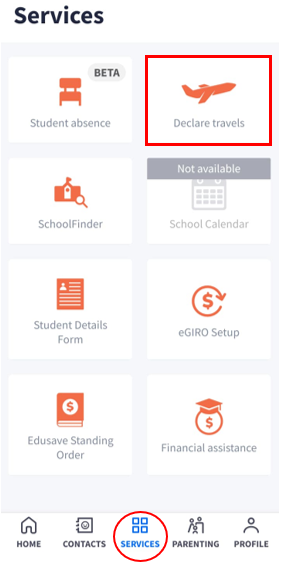 Services
BETA
Student absence
Declare travels
Not available
SchoolFinder
School Calendar
Student Details
Form
eGIRO Setup
Edusave Standing
Order
Financial assistance
HOME
CONTACTS
SERVICES
PARENTING
PROFILE